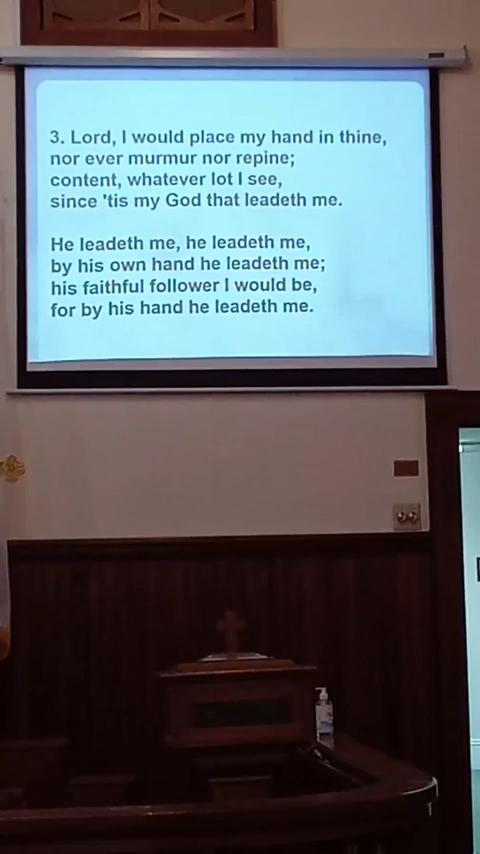 3. Lord, I would place my hand in thine,
nor ever murmur nor repine;
content, whatever lot I see,
since 'tis my God that leadeth me.
He leadeth me, he leadeth me,
by his own hand he leadeth me;
his faithful follower I would be,
for by his hand he leadeth me.